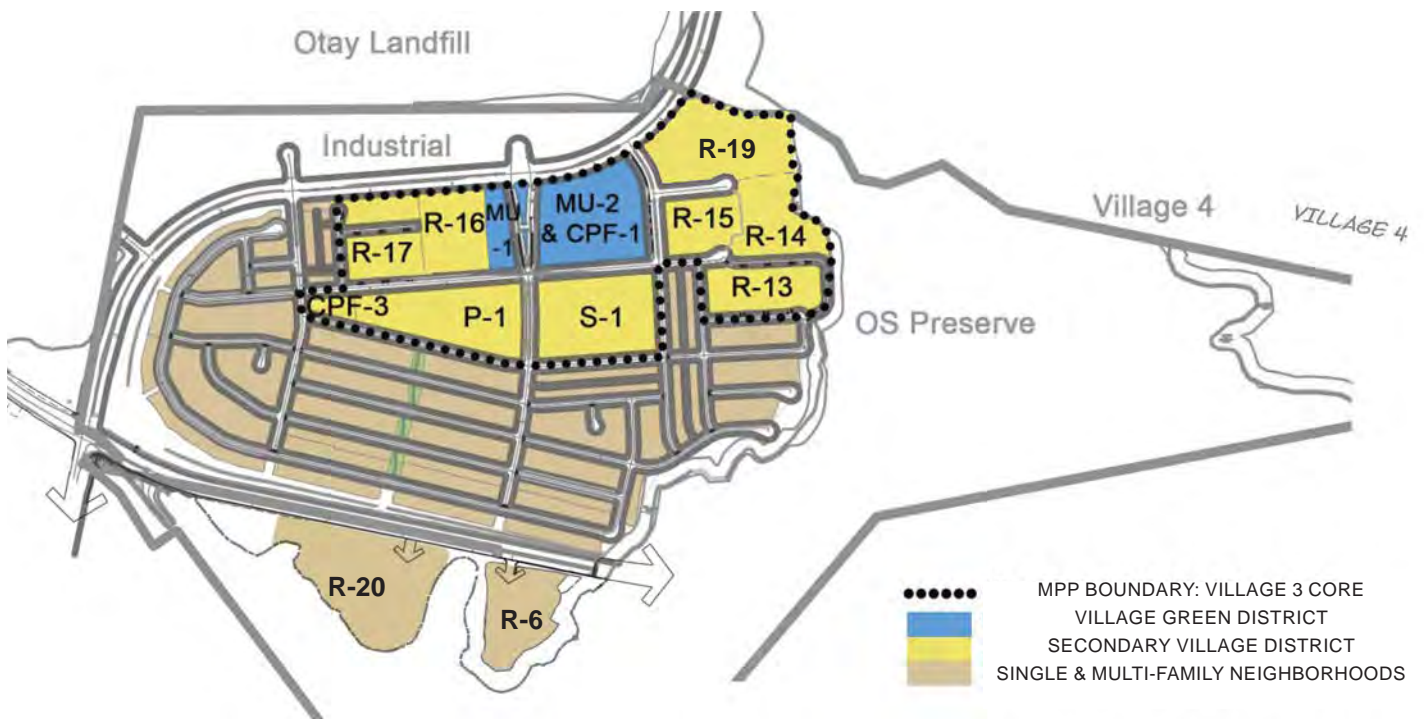 Otay Landfill
Industrial
R-19
Village 4
VILLAGE 4
R-16
MU
-1
MU-2
& CPF-1
R-15
R-14
R-17
R-13
CPF-3
P-1
S-1
OS Preserve
R-20
R-6
MPP BOUNDARY: VILLAGE 3 CORE
VILLAGE GREEN DISTRICT
SECONDARY VILLAGE DISTRICT
SINGLE & MULTI-FAMILY NEIGHBORHOODS